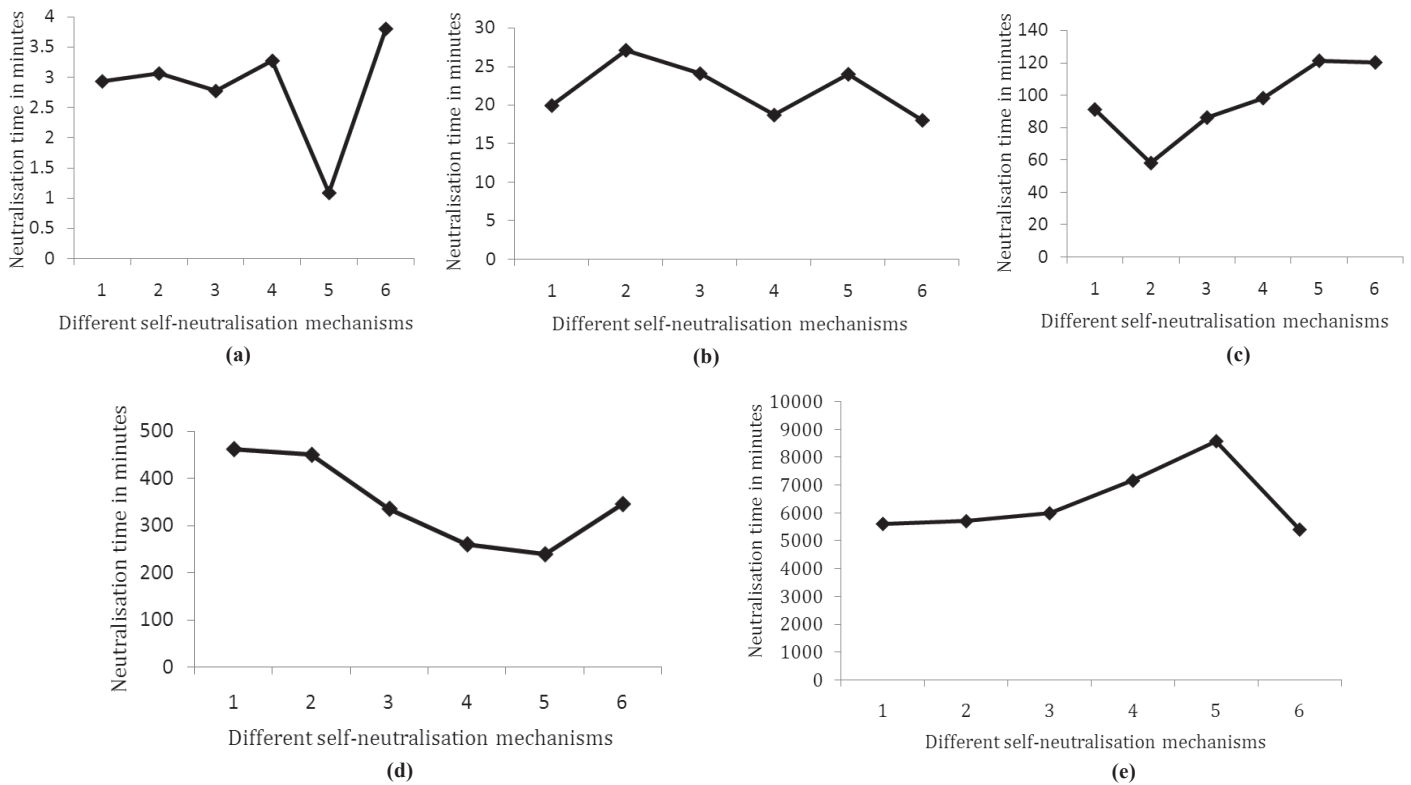 Neutralisation time in minutes
4
3.5
3
2.5
2
1.5
1
0.5
0
1 2 3 4 5 6
Different self-neutralisation mechanisms
(a)
Neutralisation time in minutes
30
25
20
15
10
5
0
1 2 3 4 5 6
Different self-neutralisation mechanisms
(b)
Neutralisation time in minutes
140
120
100
80
60
40
20
0
1 2 3 4 5 6
Different self-neutralisation mechanisms
(c)
Neutralisation time in minutes
500
400
300
200
100
0
1 2 3 4 5 6
Different self-neutralisation mechanisms
(d)
Neutralisation time in minutes
10000
9000
8000
7000
6000
5000
4000
3000
2000
1000
0
1 2 3 4 5 6
Different self-neutralisation mechanisms
(e)